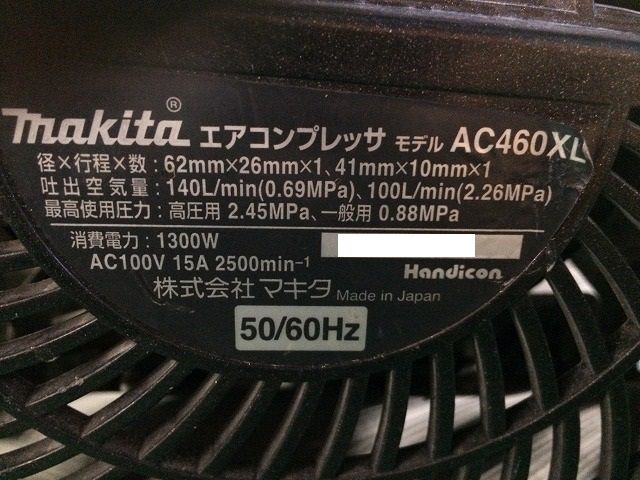 makita® エアコンプレッサ モデル AC460XL
径×行程×数：62mm×26mm×1、41mm×10mm×1
吐出空気量：140L/min(0.69MPa)、100L/min(2.26MPa)
最高使用圧力：高圧用 2.45MPa、一般用 0.88MPa
消費電力：1300W
AC100V 15A 2500min⁻¹
Handicon
株式会社 マキタ Made in Japan
50/60Hz